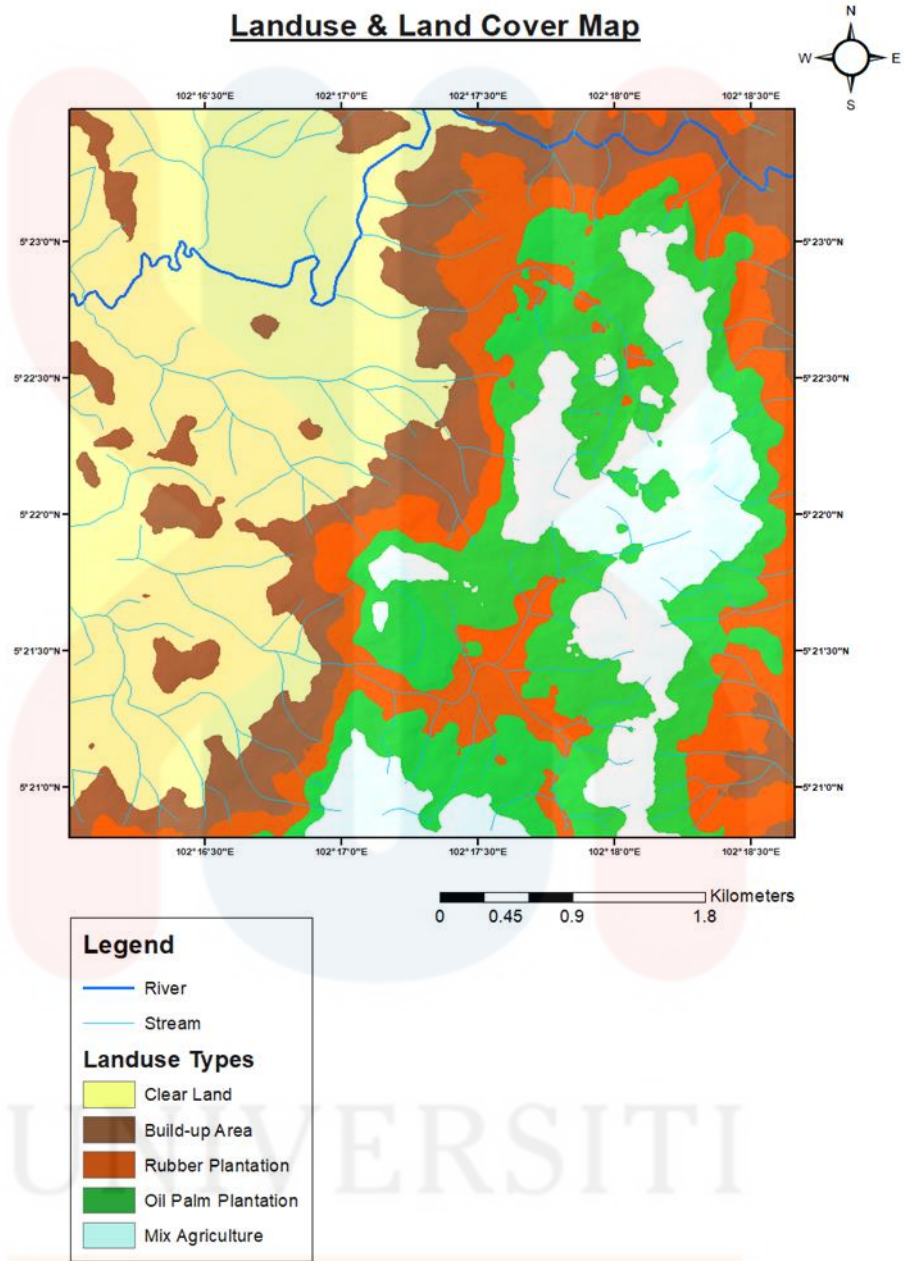 Landuse & Land Cover Map
N
W E
S
102° 16'30"E 102° 17'0"E 102° 17'30"E 102° 18'0"E 102° 18'30"E
5°23'0"N 5°23'0"N
5°22'30"N 5°22'30"N
5°22'0"N 5°22'0"N
5°21'30"N 5°21'30"N
5°21'0"N 5°21'0"N
102° 16'30"E 102° 17'0"E 102° 17'30"E 102° 18'0"E 102° 18'30"E
Kilometers
0 0.45 0.9 1.8
Legend
River
Stream
Landuse Types
Clear Land
Build-up Area
Rubber Plantation
Oil Palm Plantation
Mix Agriculture
UNIVERSITI